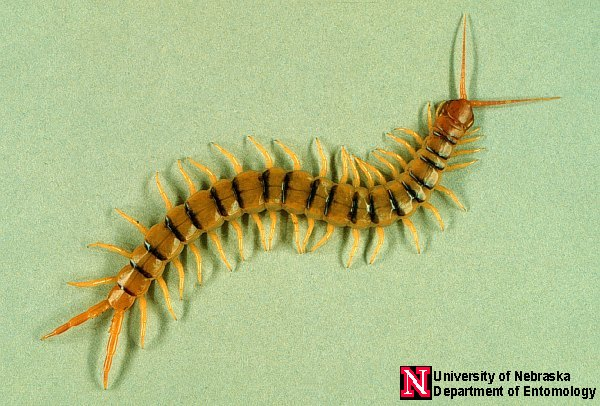 N University of Nebraska
Department of Entomology